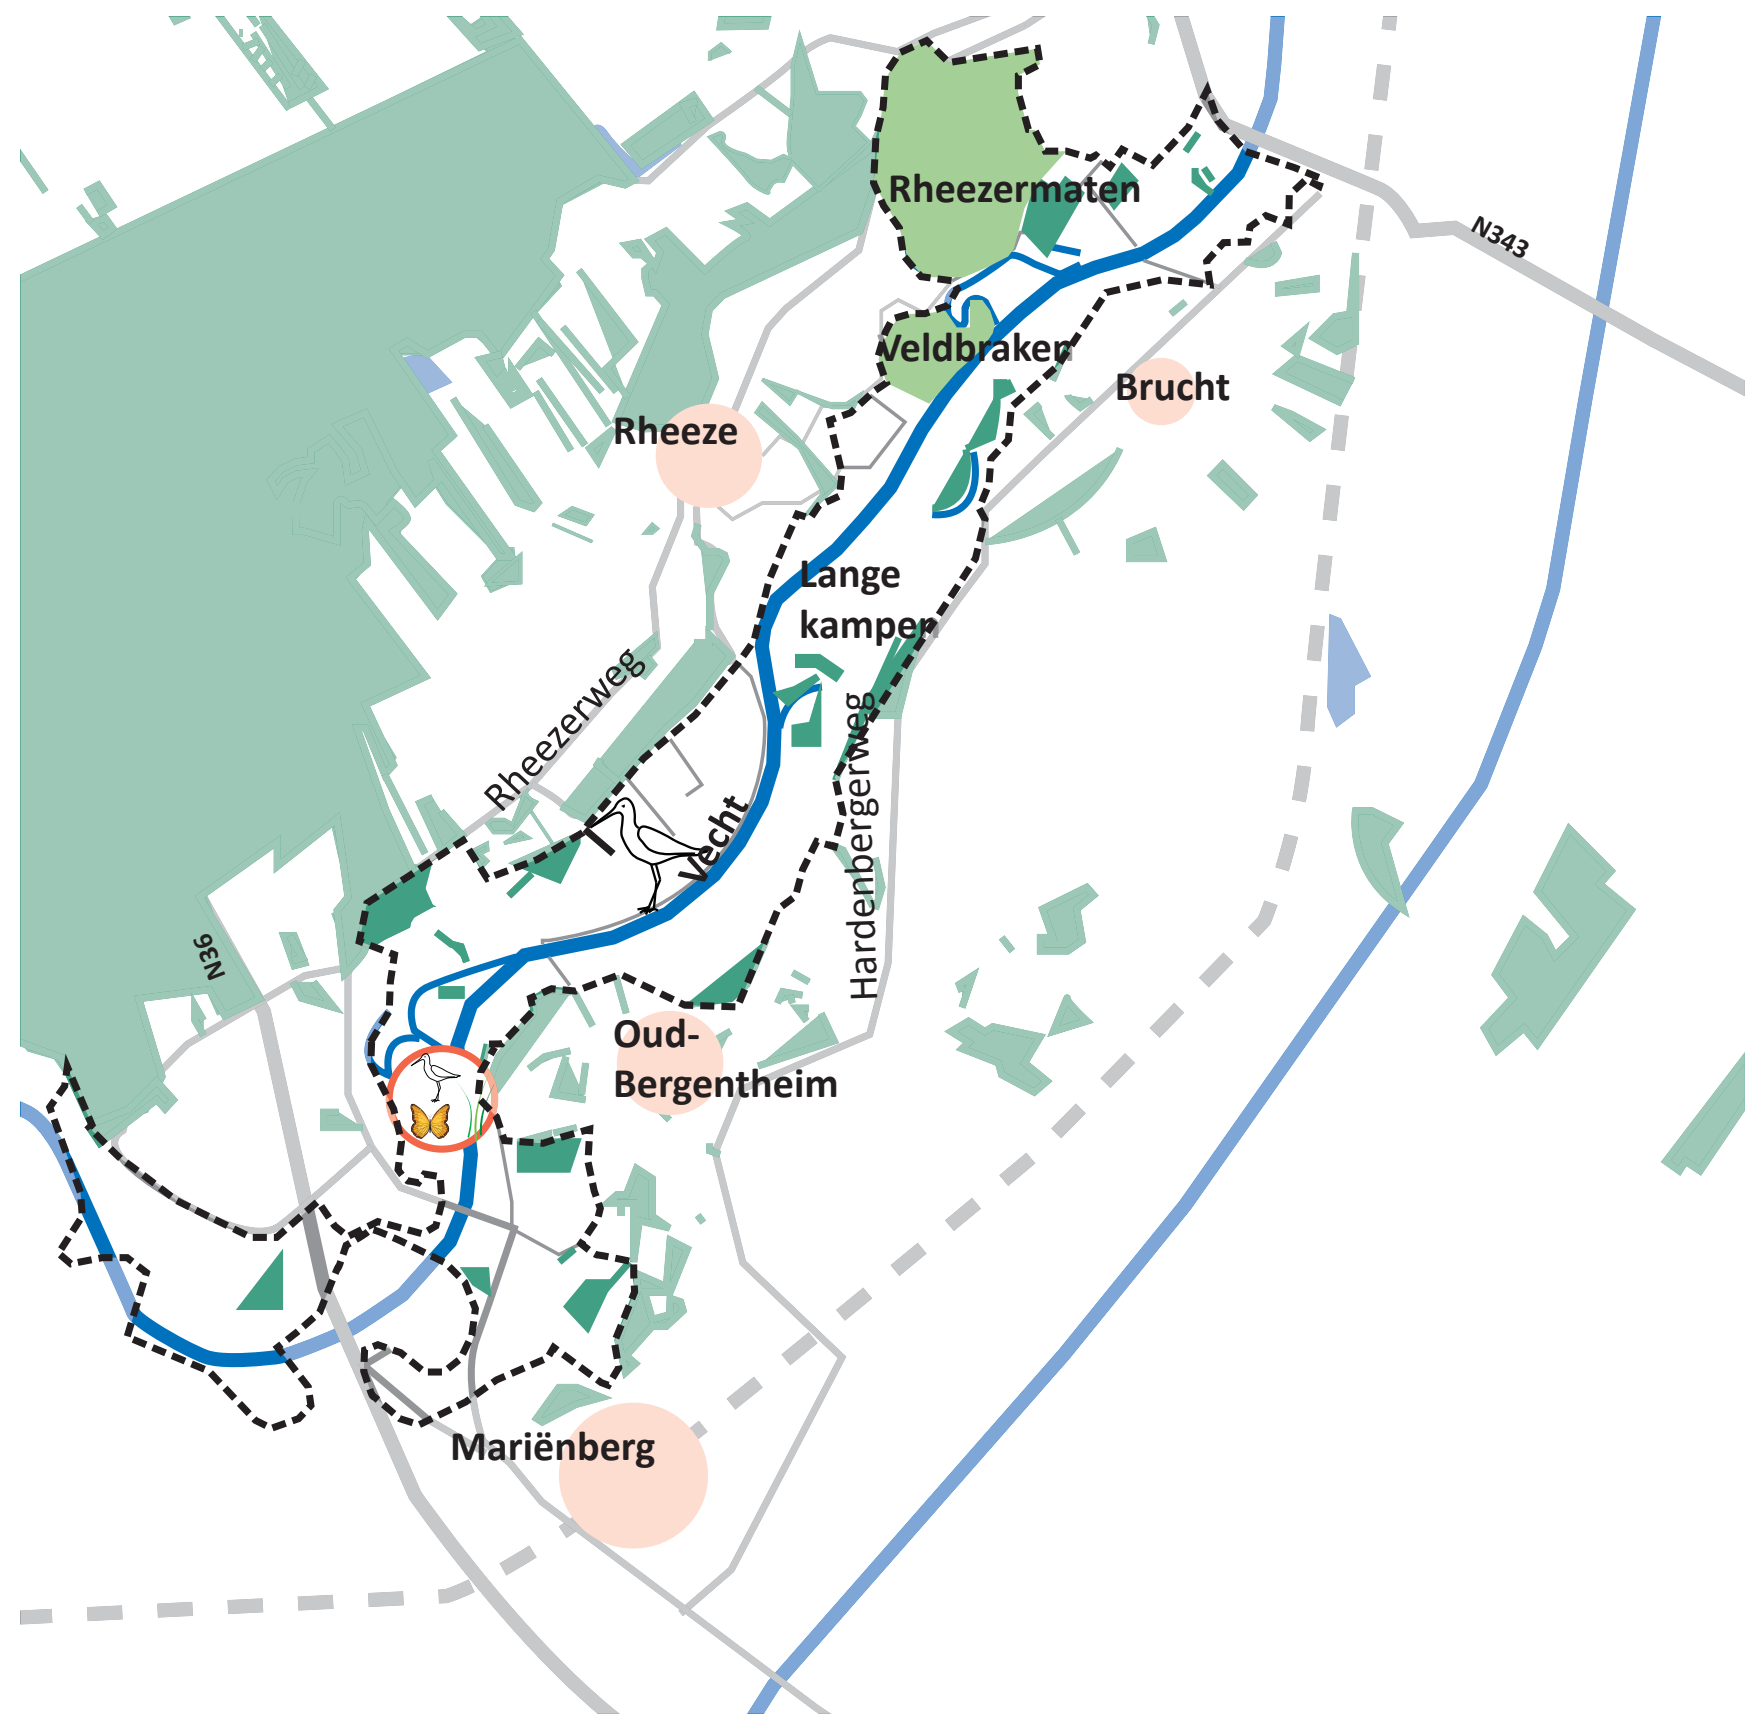 Rheezermaten
N343
Veldbraken
Brucht
Rheeze
Lange
kampen
Rheezerweg
Hardenbergerweg
Vecht
N36
Oud-
Bergentheim
Mariënberg